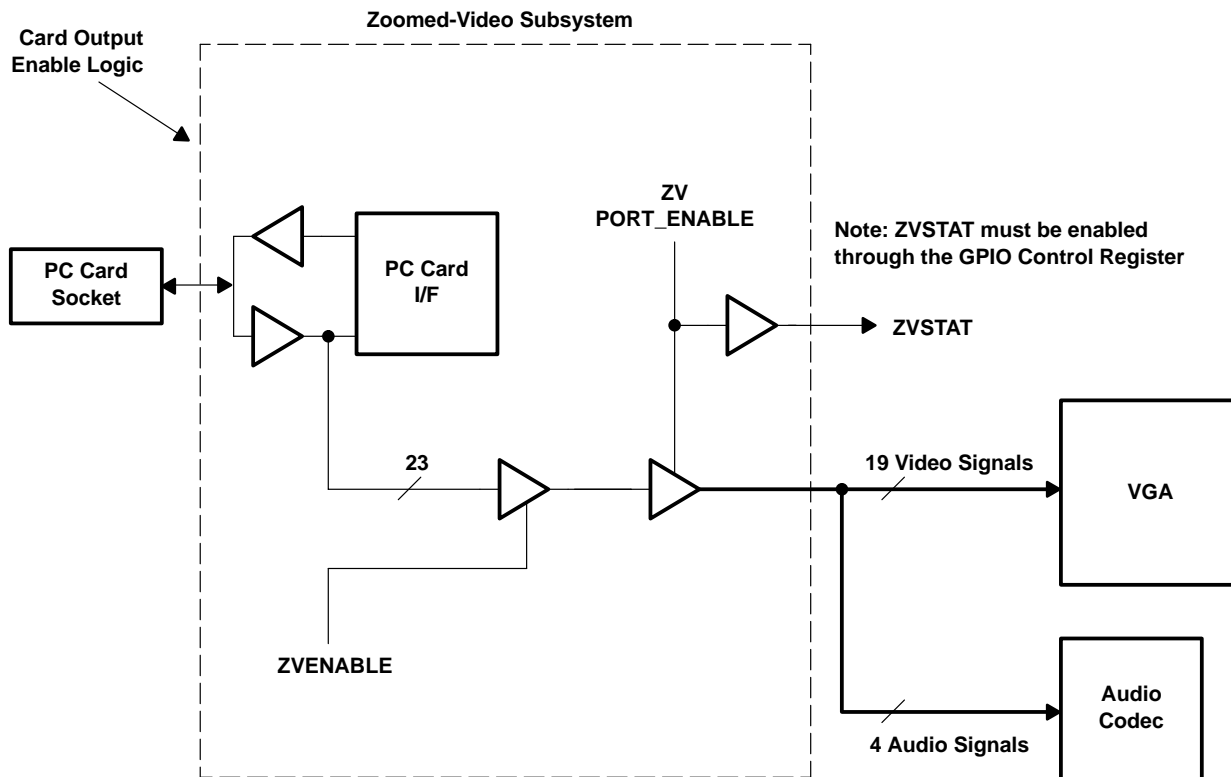 Zoomed-Video Subsystem
Card Output
Enable Logic
ZV
PORT_ENABLE
Note: ZVSTAT must be enabled
through the GPIO Control Register
PC Card
Socket
PC Card
I/F
ZVSTAT
23
19 Video Signals
VGA
ZVENABLE
Audio
Codec
4 Audio Signals